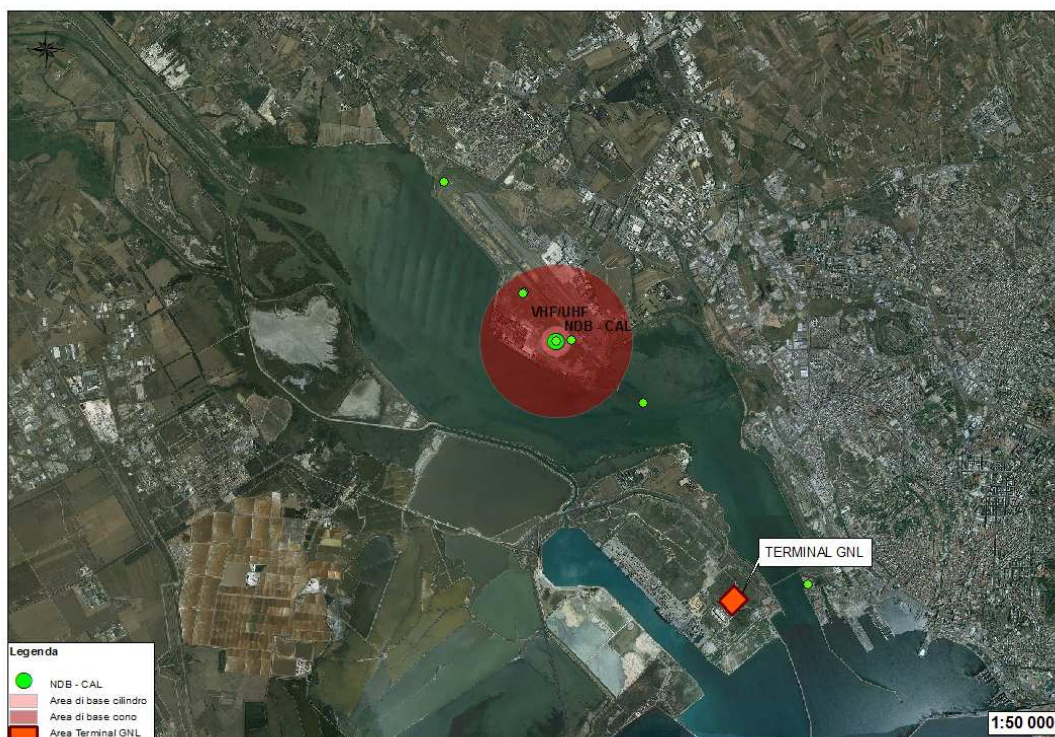 VHF/UHF
NDB - CAL
TERMINAL GNL
Legenda
NDB - CAL
Area di base cilindro
Area di base cono
Area Terminal GNL
1:50 000